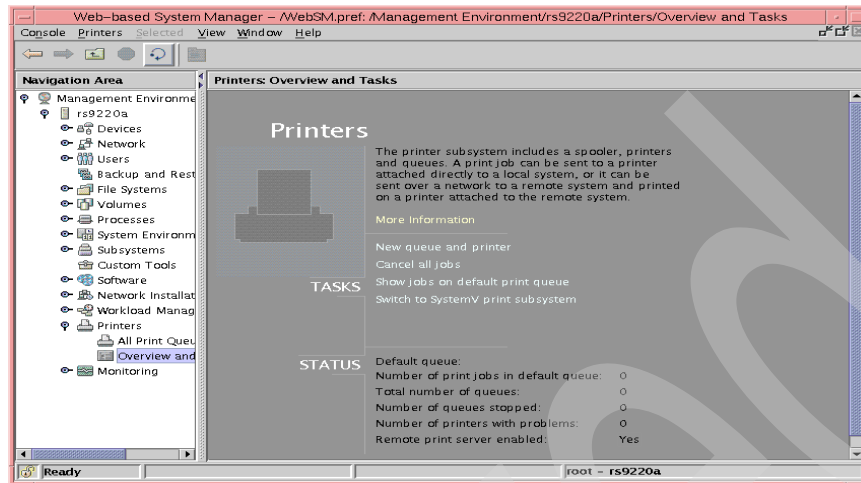 Web-based System Manager - /WebSM.pref: /Management Environment/rs9220a/Printers/Overview and Tasks
Console Printers Selected View Window Help
Navigation Area
Management Environme
rs9220a
Devices
Network
Users
Backup and Rest
File Systems
Volumes
Processes
System Environm
Subsystems
Custom Tools
Software
Network Installat
Workload Manag
Printers
All Print Queu
Overview and
Monitoring
Printers: Overview and Tasks
Printers
The printer subsystem includes a spooler, printers
and queues. A print job can be sent to a printer
attached directly to a local system, or it can be
sent over a network to a remote system and printed
on a printer attached to the remote system.
More Information
TASKS
New queue and printer
Cancel all jobs
Show jobs on default print queue
Switch to SystemV print subsystem
STATUS
Default queue:
Number of print jobs in default queue: 0
Total number of queues: 0
Number of queues stopped: 0
Number of printers with problems: 0
Remote print server enabled: Yes
Ready
root - rs9220a